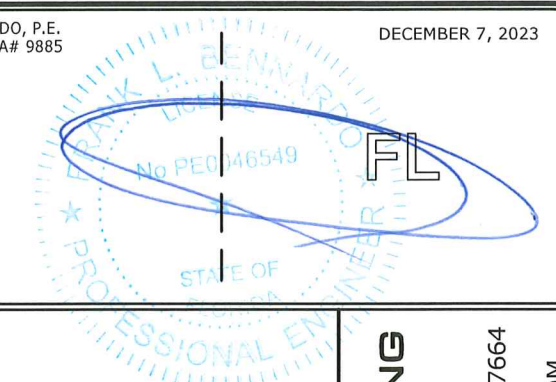 DO, P.E.
A# 9885
DECEMBER 7, 2023
FRANK L. BENNARDO
LICENSE
No PE0046549
STATE OF
FLORIDA
PROFESSIONAL ENGINEER
FL
NG
7664